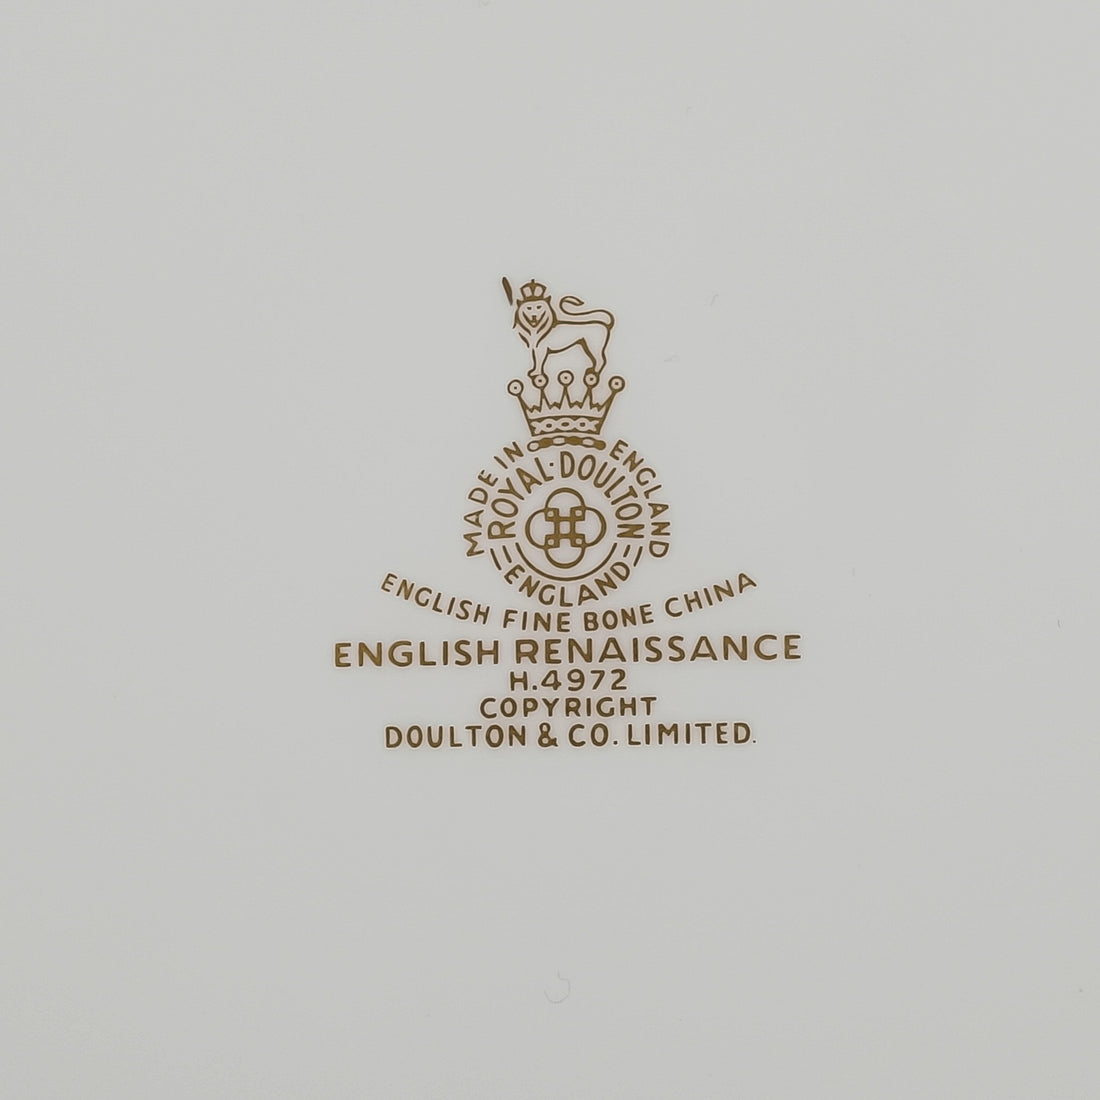 MADE IN ENGLAND
ROYAL·DOULTON
ENGLAND
ENGLISH FINE BONE CHINA
ENGLISH RENAISSANCE
H.4972
COPYRIGHT
DOULTON & CO. LIMITED.